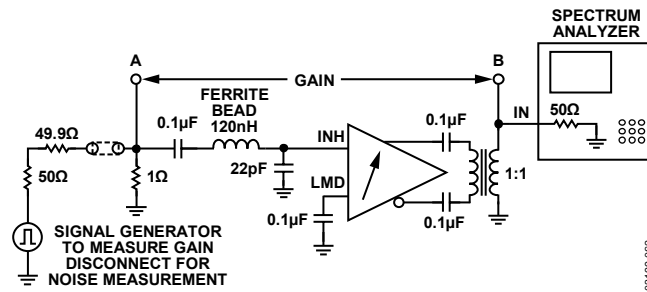 SPECTRUM
ANALYZER
A
B
GAIN
IN
50Ω
FERRITE
BEAD
120nH
0.1µF
0.1µF
49.9Ω
INH
22pF
1:1
50Ω
1Ω
LMD
0.1µF
0.1µF
SIGNAL GENERATOR
TO MEASURE GAIN
DISCONNECT FOR
NOISE MEASUREMENT